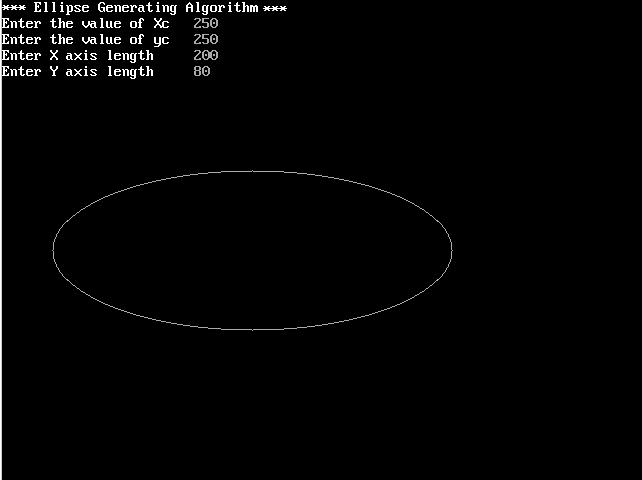 *** Ellipse Generating Algorithm ***
Enter the value of Xc 250
Enter the value of yc 250
Enter X axis length 200
Enter Y axis length 80